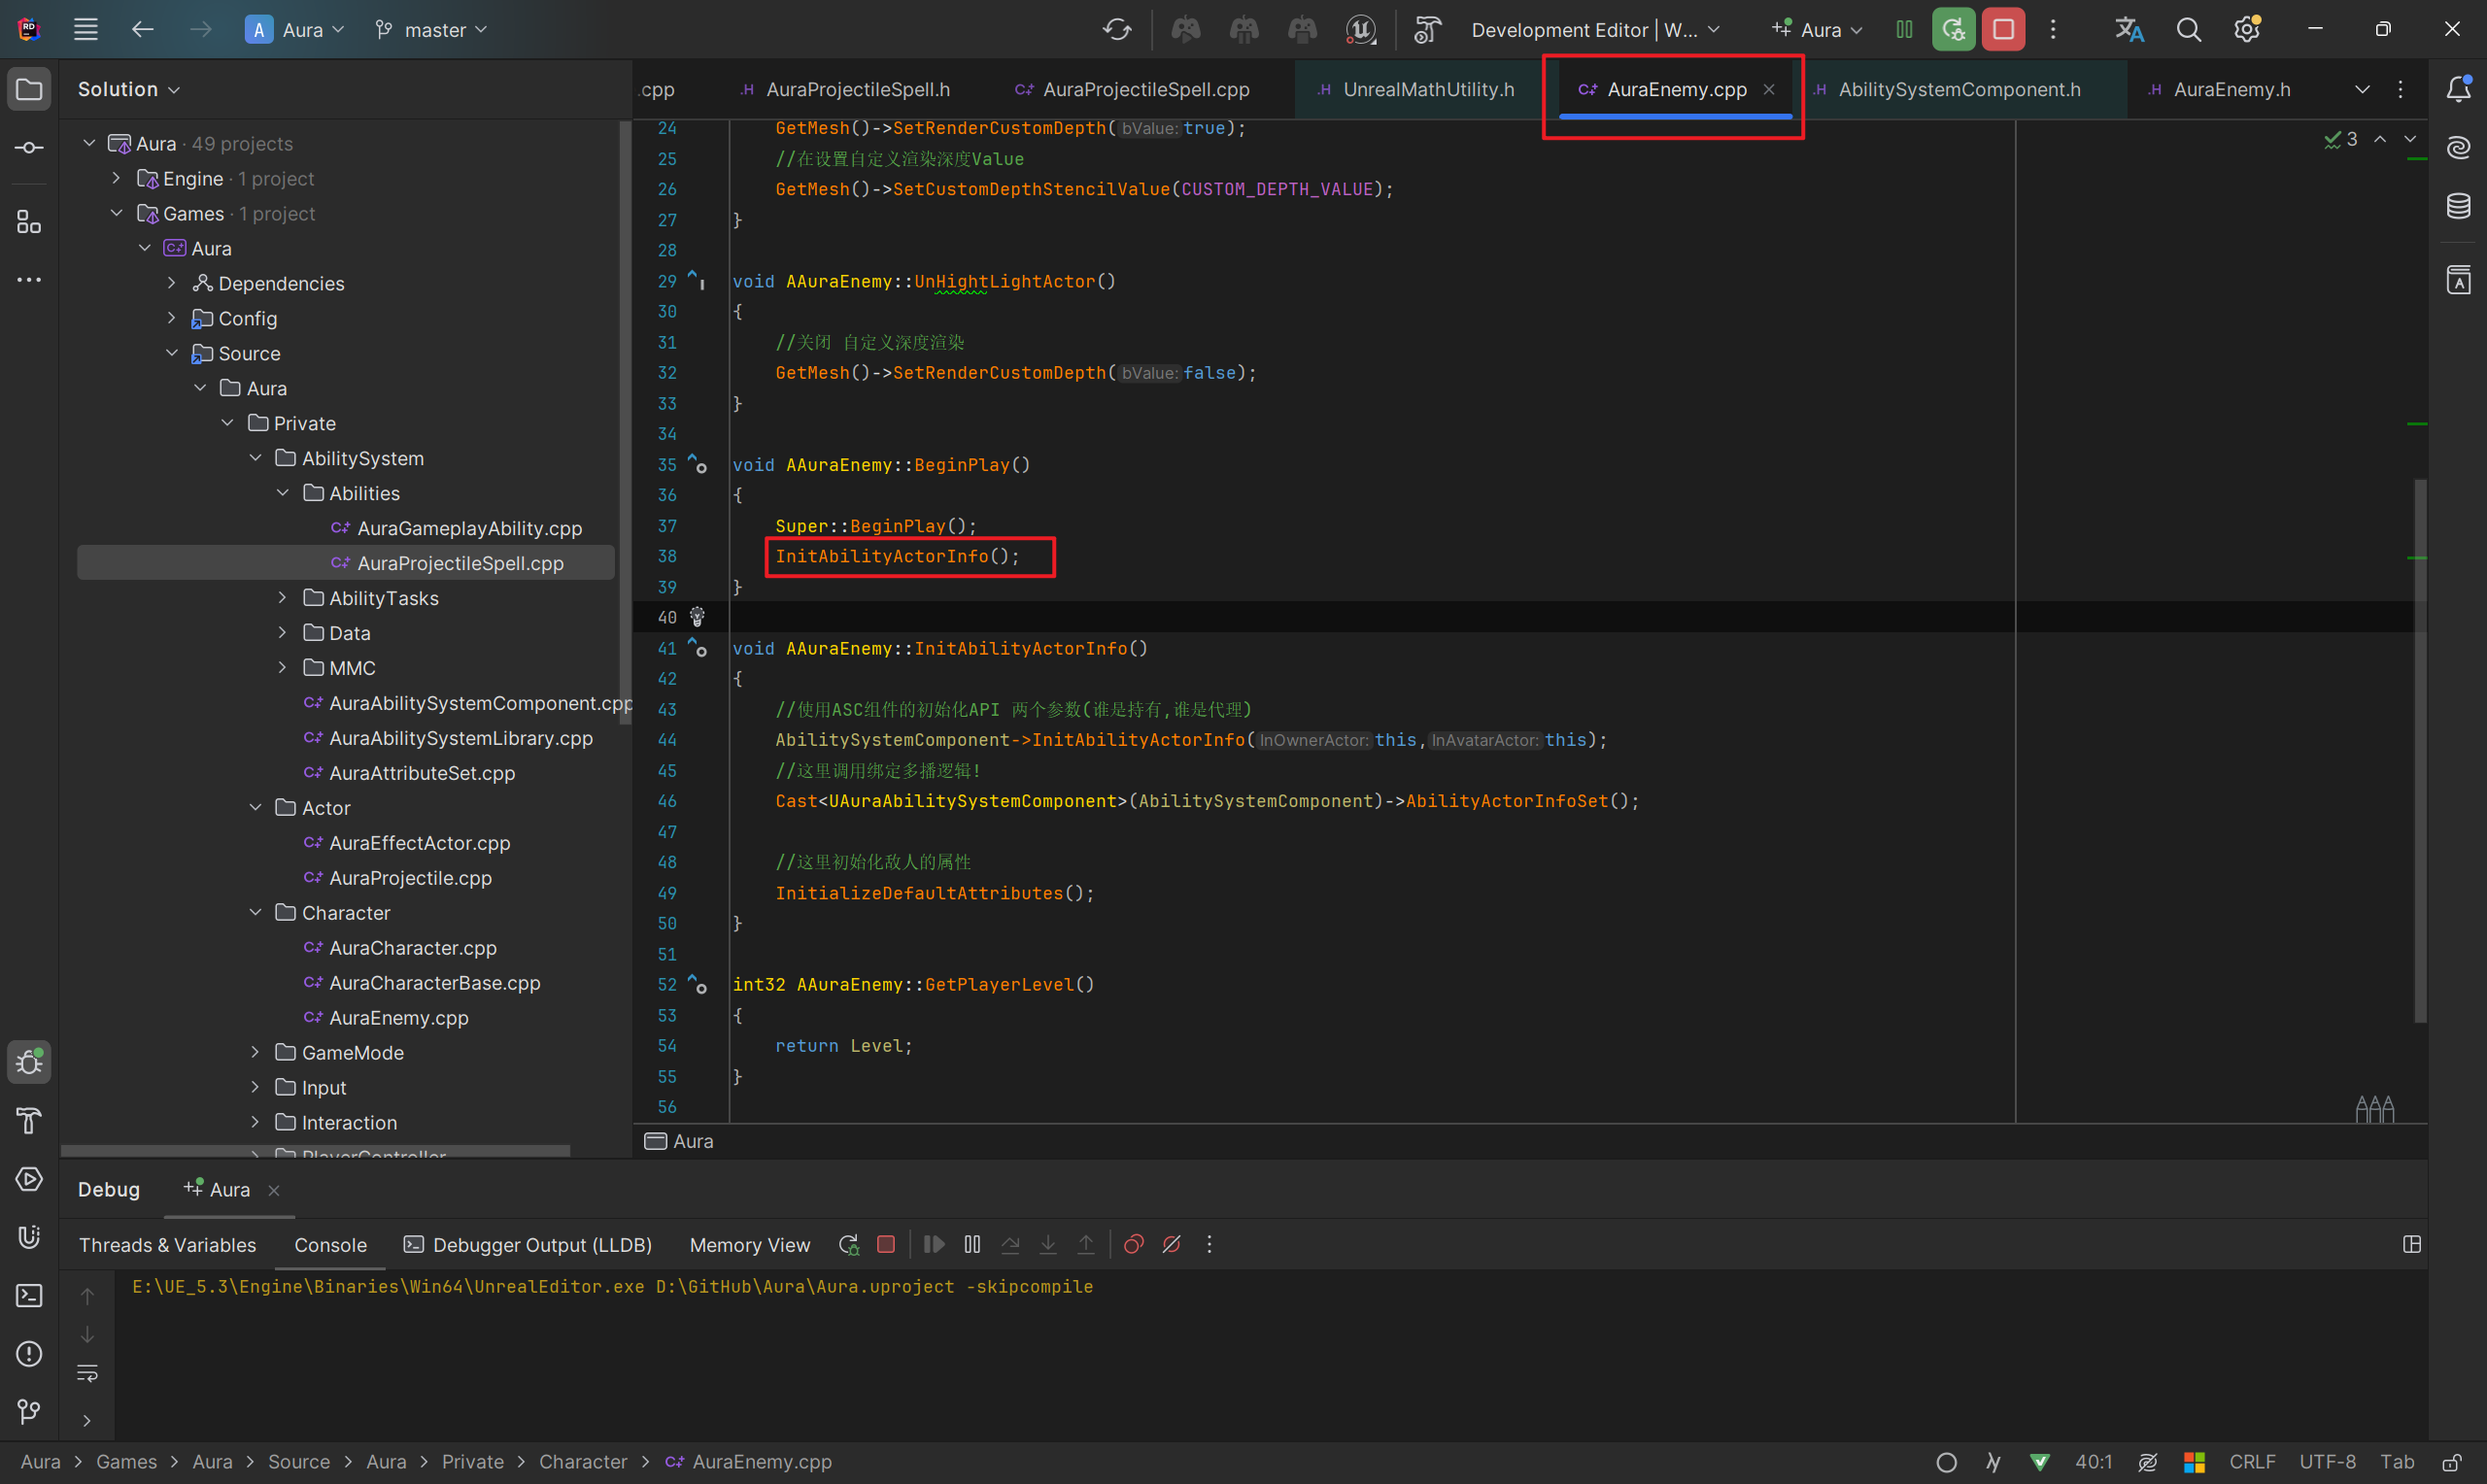 RD
A Aura master
Development Editor | W... Aura
Solution
.cpp AuraProjectileSpell.h AuraProjectileSpell.cpp UnrealMathUtility.h AuraEnemy.cpp AbilitySystemComponent.h AuraEnemy.h
Aura · 49 projects
Engine · 1 project
Games · 1 project
Aura
Dependencies
Config
Source
Aura
Private
AbilitySystem
Abilities
AuraGameplayAbility.cpp
AuraProjectileSpell.cpp
AbilityTasks
Data
MMC
AuraAbilitySystemComponent.cpp
AuraAbilitySystemLibrary.cpp
AuraAttributeSet.cpp
Actor
AuraEffectActor.cpp
AuraProjectile.cpp
Character
AuraCharacter.cpp
AuraCharacterBase.cpp
AuraEnemy.cpp
GameMode
Input
Interaction
PlayerController
3
24 GetMesh()->SetRenderCustomDepth( bValue: true);
25 //在设置自定义渲染深度Value
26 GetMesh()->SetCustomDepthStencilValue(CUSTOM_DEPTH_VALUE);
27 }
28
29 void AAuraEnemy::UnHightLightActor()
30 {
31 //关闭 自定义深度渲染
32 GetMesh()->SetRenderCustomDepth( bValue: false);
33 }
34
35 void AAuraEnemy::BeginPlay()
36 {
37 Super::BeginPlay();
38 InitAbilityActorInfo();
39 }
40
41 void AAuraEnemy::InitAbilityActorInfo()
42 {
43 //使用ASC组件的初始化API 两个参数(谁是持有,谁是代理)
44 AbilitySystemComponent->InitAbilityActorInfo( InOwnerActor: this, InAvatarActor: this);
45 //这里调用绑定多播逻辑!
46 Cast<UAuraAbilitySystemComponent>(AbilitySystemComponent)->AbilityActorInfoSet();
47
48 //这里初始化敌人的属性
49 InitializeDefaultAttributes();
50 }
51
52 int32 AAuraEnemy::GetPlayerLevel()
53 {
54 return Level;
55 }
56
Aura
Debug Aura
Threads & Variables Console Debugger Output (LLDB) Memory View
E:\UE_5.3\Engine\Binaries\Win64\UnrealEditor.exe D:\GitHub\Aura\Aura.uproject -skipcompile
Aura > Games > Aura > Source > Aura > Private > Character > AuraEnemy.cpp
40:1 CRLF UTF-8 Tab